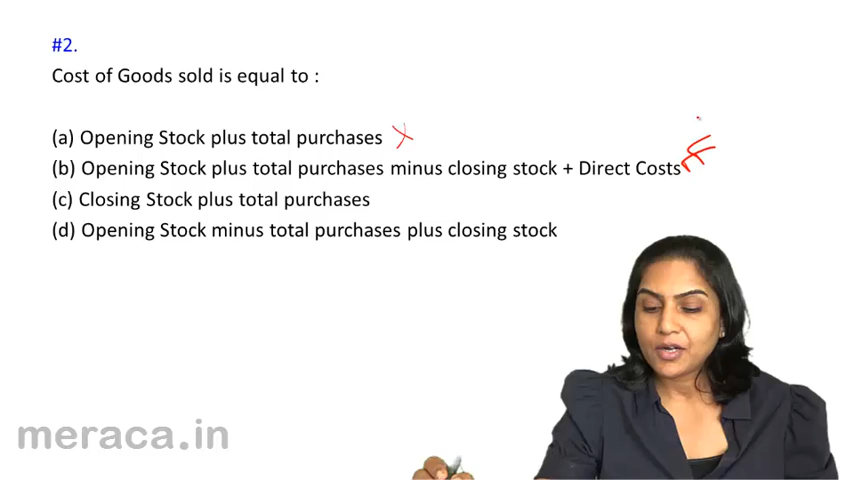 #2.
Cost of Goods sold is equal to :
(a) Opening Stock plus total purchases
(b) Opening Stock plus total purchases minus closing stock + Direct Costs
(c) Closing Stock plus total purchases
(d) Opening Stock minus total purchases plus closing stock
meraca.in